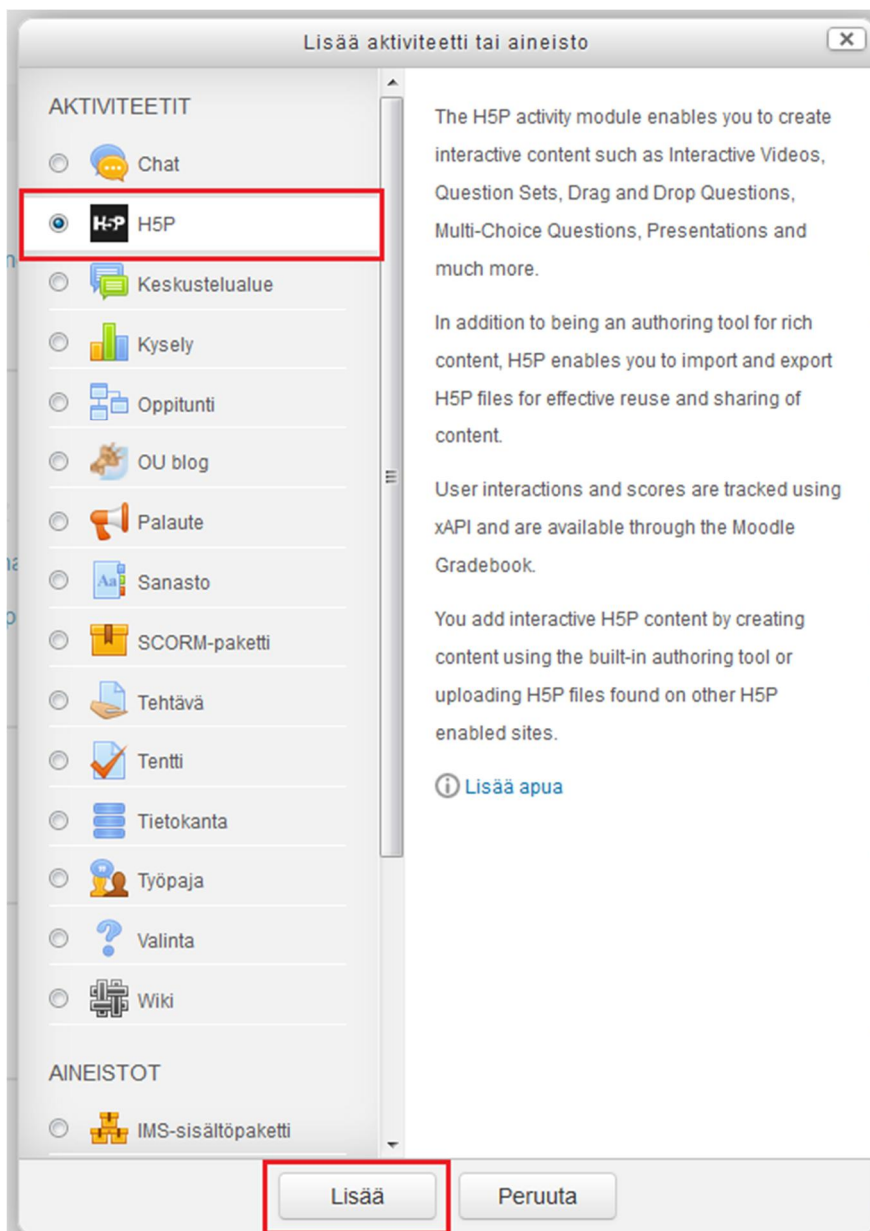 Lisää aktiviteetti tai aineisto
AKTIVITEETIT
Chat
H5P H5P
Keskustelualue
Kysely
Oppitunti
OU blog
Palaute
Aa Sanasto
SCORM-paketti
Tehtävä
Tentti
Tietokanta
Työpaja
Valinta
Wiki
AINEISTOT
IMS-sisältöpaketti
The H5P activity module enables you to create
interactive content such as Interactive Videos,
Question Sets, Drag and Drop Questions,
Multi-Choice Questions, Presentations and
much more.
In addition to being an authoring tool for rich
content, H5P enables you to import and export
H5P files for effective reuse and sharing of
content.
User interactions and scores are tracked using
xAPI and are available through the Moodle
Gradebook.
You add interactive H5P content by creating
content using the built-in authoring tool or
uploading H5P files found on other H5P
enabled sites.
Lisää apua
Lisää
Peruuta